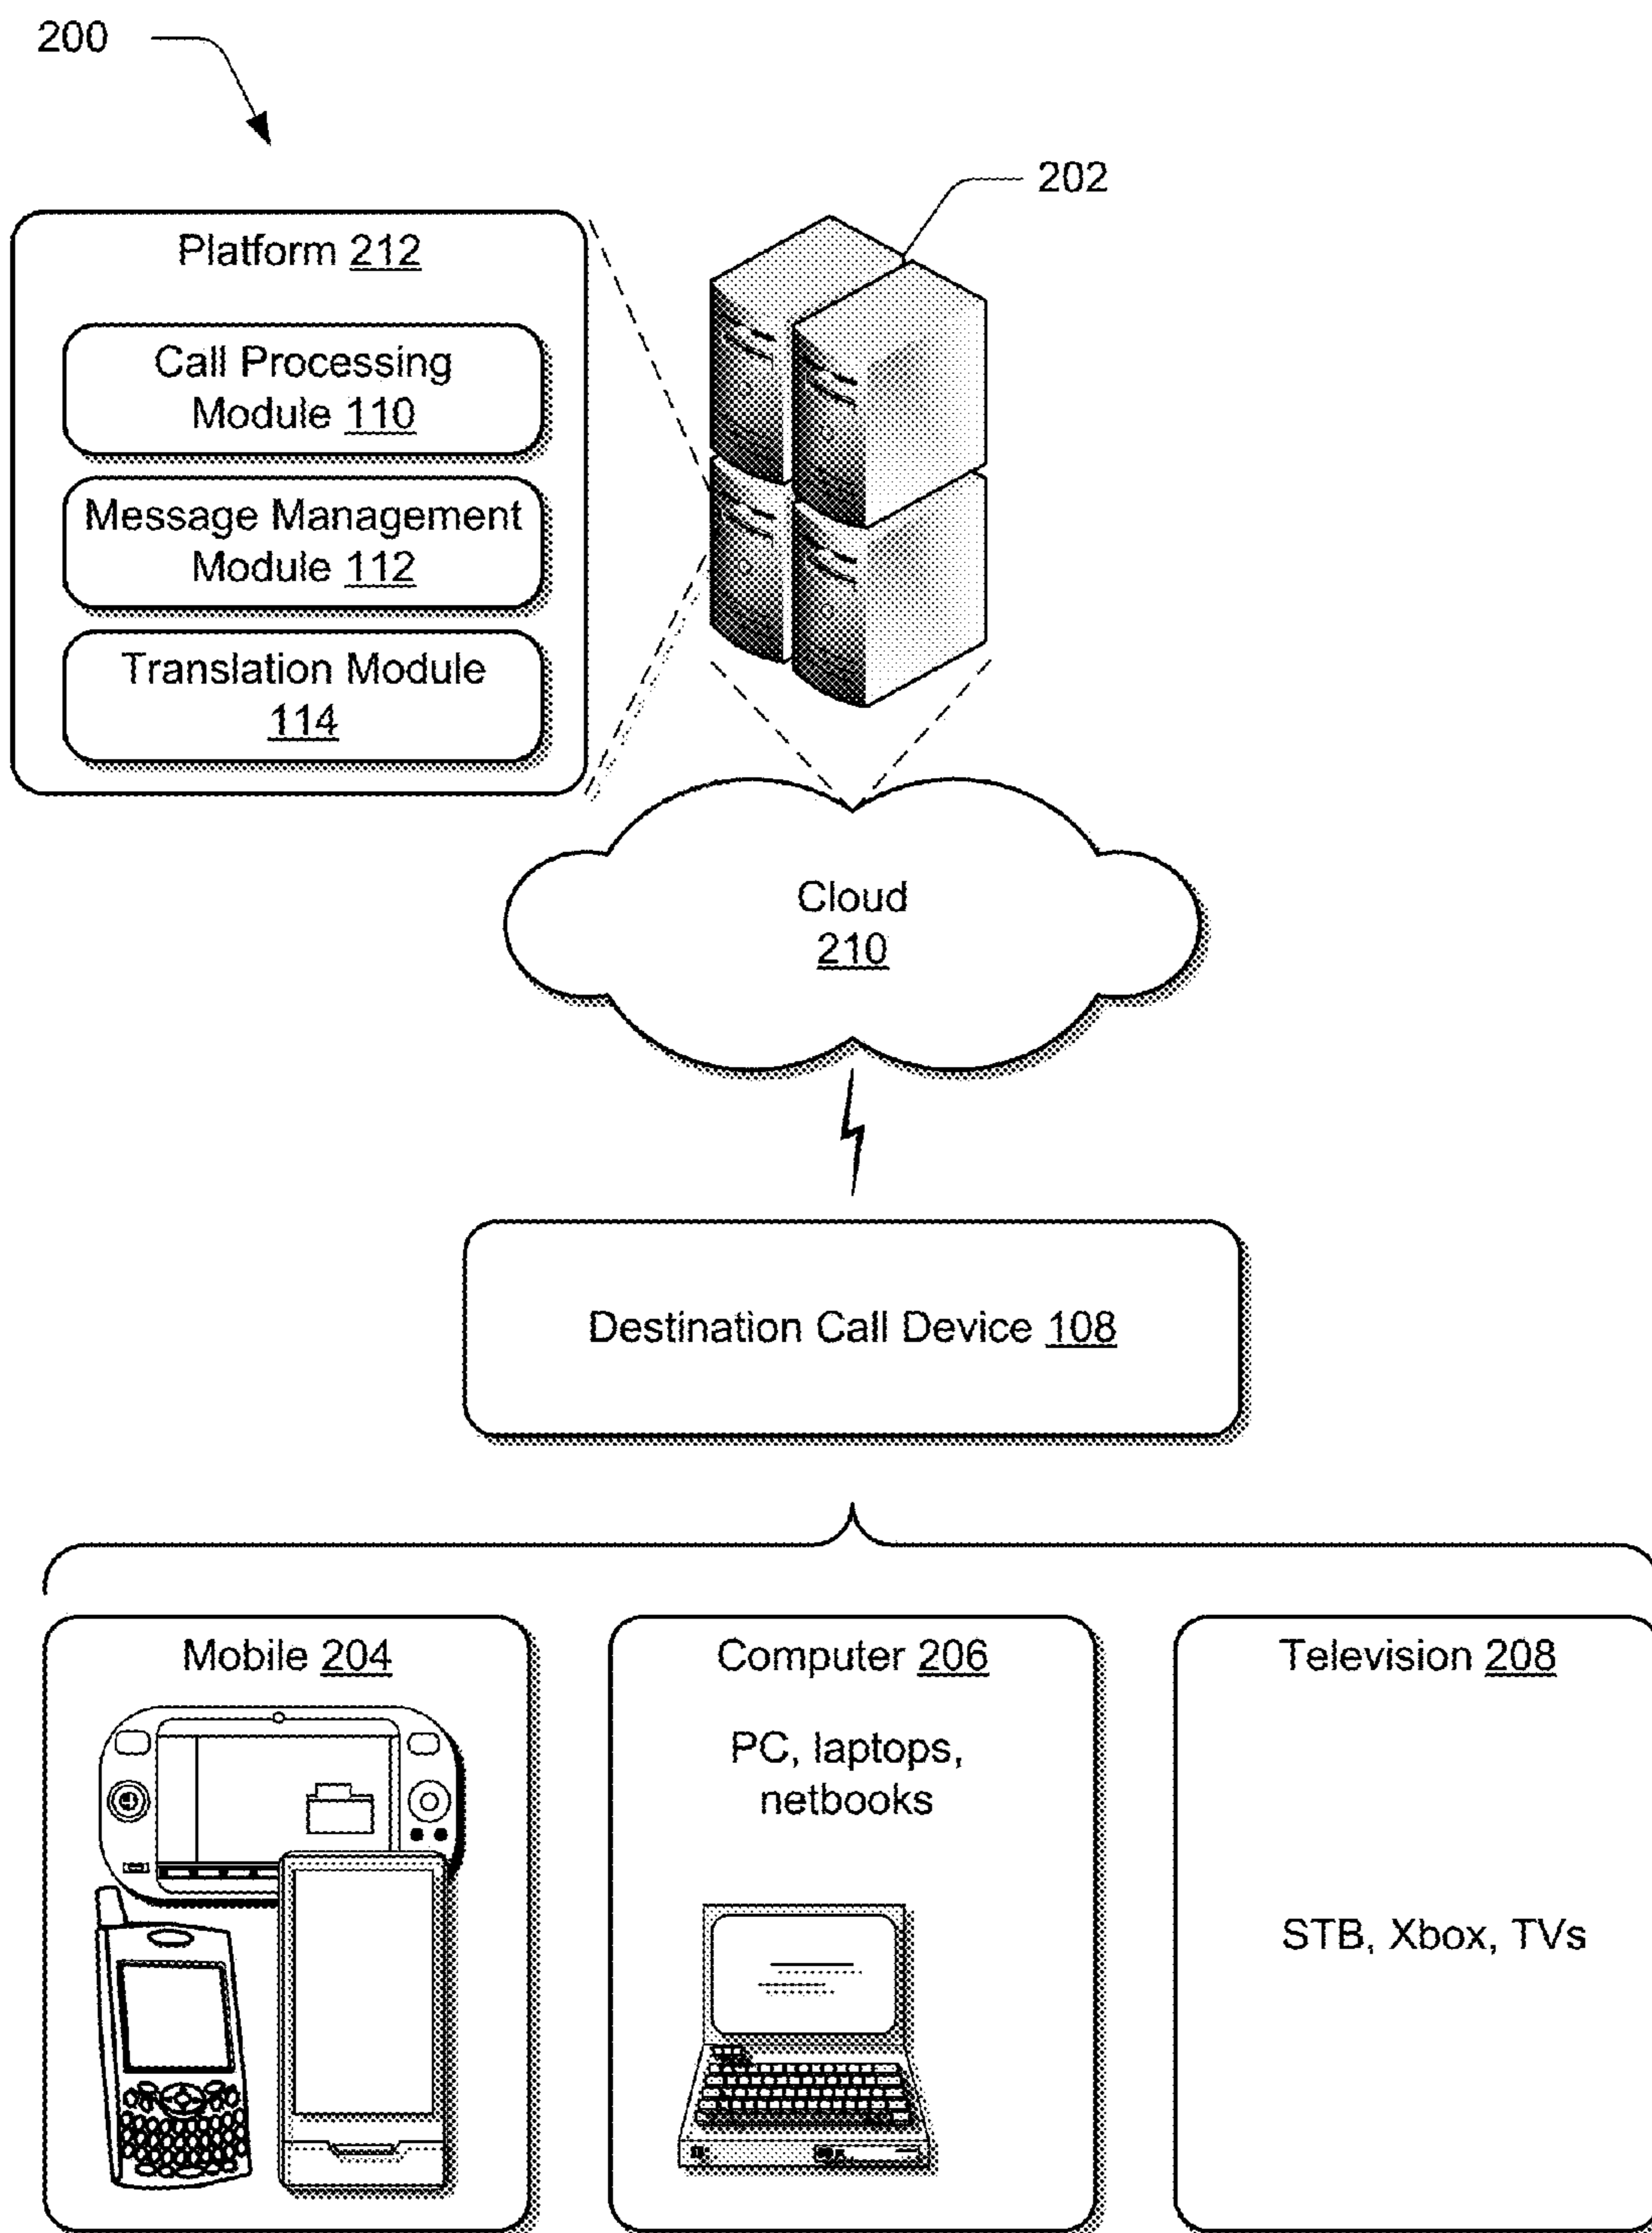 200
202
Platform 212
Call Processing
Module 110
Message Management
Module 112
Translation Module
114
Cloud
210
Destination Call Device 108
Mobile 204
Computer 206
PC, laptops,
netbooks
Television 208
STB, Xbox, TVs